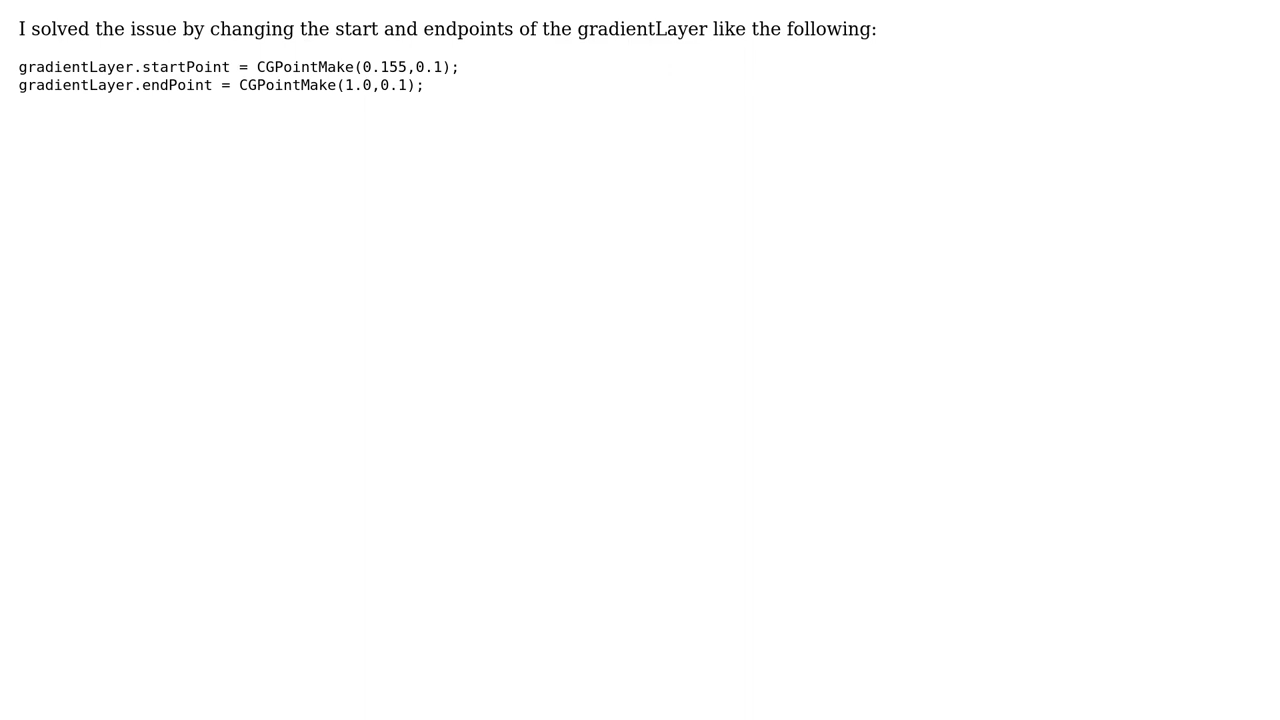 I solved the issue by changing the start and endpoints of the gradientLayer like the following:
gradientLayer.startPoint = CGPointMake(0.155,0.1);
gradientLayer.endPoint = CGPointMake(1.0,0.1);